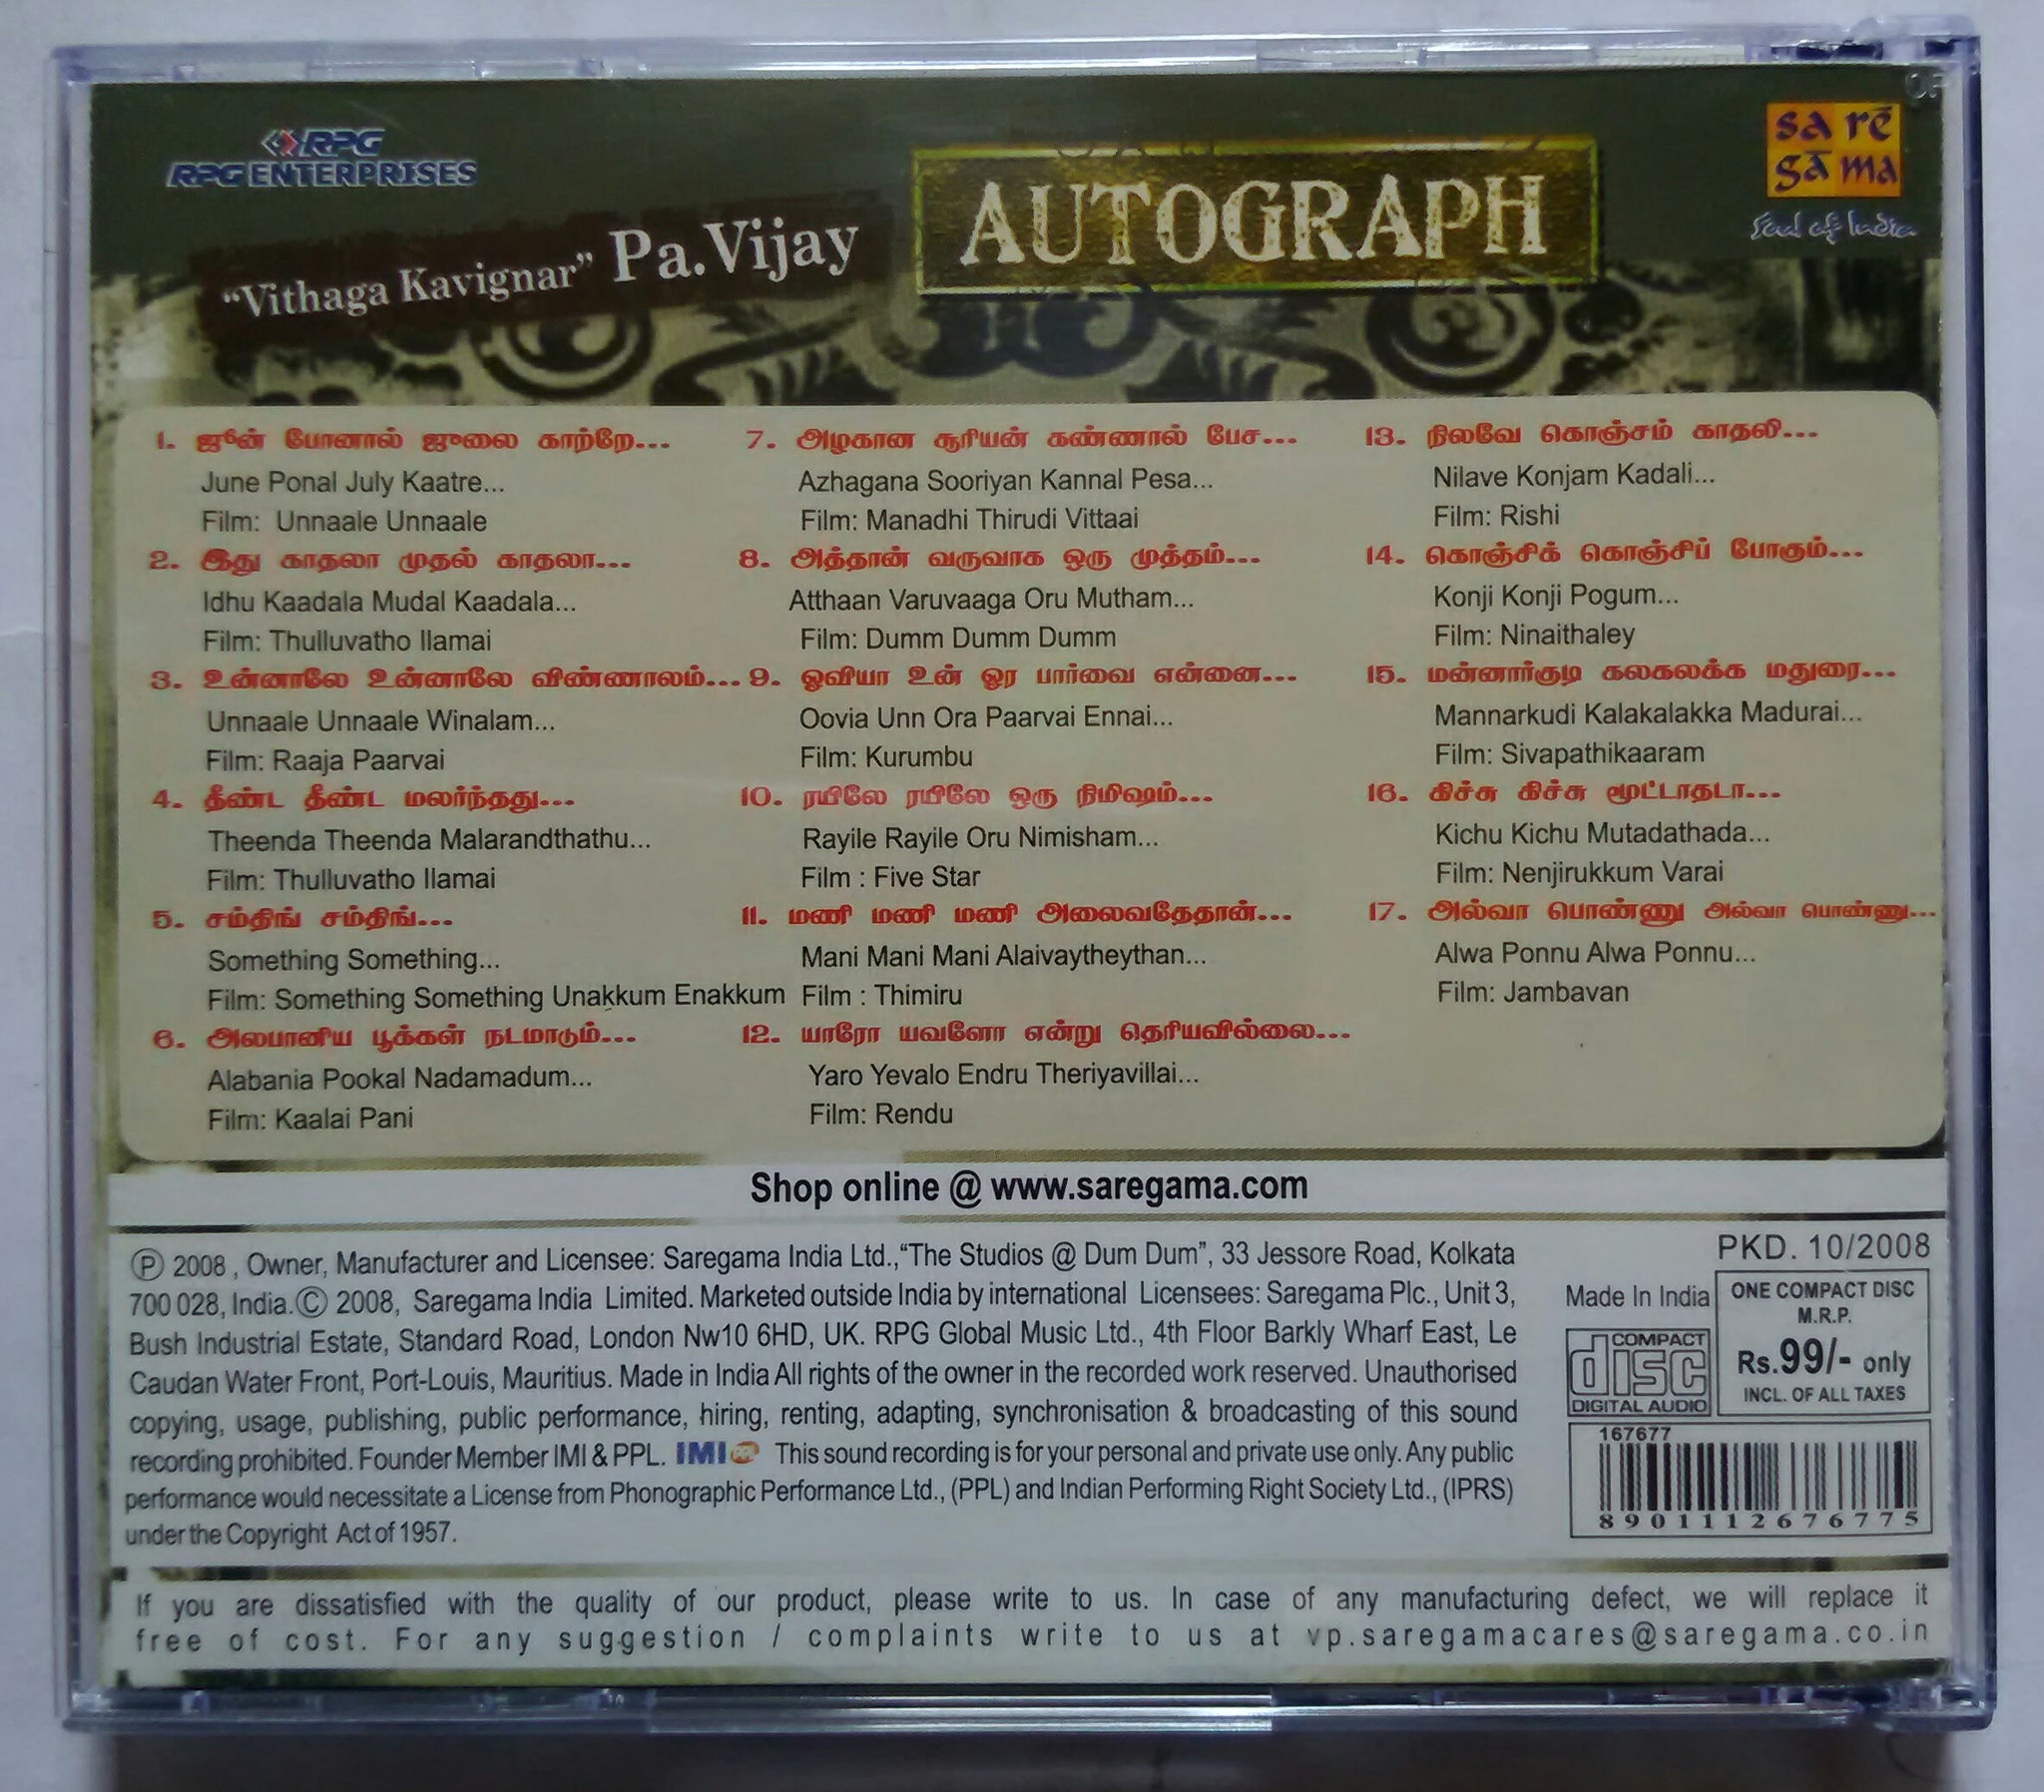 RPG
RPG ENTERPRISES
"Vithaga Kavignar" Pa.Vijay
AUTOGRAPH
sa rē
gā ma
Soul of India
1. ஜூன் போனால் ஜுலை காற்றே...
June Ponal July Kaatre...
Film: Unnaale Unnaale
2. இது காதலா முதல் காதலா...
Idhu Kaadala Mudal Kaadala...
Film: Thulluvatho Ilamai
3. உன்னாலே உன்னாலே விண்ணாலம்...
Unnaale Unnaale Winalam...
Film: Raaja Paarvai
4. தீண்ட தீண்ட மலர்ந்தது...
Theenda Theenda Malarandthathu...
Film: Thulluvatho Ilamai
5. சம்திங் சம்திங்...
Something Something...
Film: Something Something Unakkum Enakkum
6. அலபானிய பூக்கள் நடமாடும்...
Alabania Pookal Nadamadum...
Film: Kaalai Pani
7. அழகான சூரியன் கண்ணால் பேச...
Azhagana Sooriyan Kannal Pesa...
Film: Manadhi Thirudi Vittaai
8. அத்தான் வருவாக ஒரு முத்தம்...
Atthaan Varuvaaga Oru Mutham...
Film: Dumm Dumm Dumm
9. ஓவியா உன் ஓர பார்வை என்னை...
Oovia Unn Ora Paarvai Ennai...
Film: Kurumbu
10. ரயிலே ரயிலே ஒரு நிமிஷம்...
Rayile Rayile Oru Nimisham...
Film : Five Star
11. மணி மணி மணி அலைவதேதான்...
Mani Mani Mani Alaivaytheythan...
Film : Thimiru
12. யாரோ யவளோ என்று தெரியவில்லை...
Yaro Yevalo Endru Theriyavillai...
Film: Rendu
13. நிலவே கொஞ்சம் காதலி...
Nilave Konjam Kadali...
Film: Rishi
14. கொஞ்சிக் கொஞ்சிப் போகும்...
Konji Konji Pogum...
Film: Ninaithaley
15. மன்னார்குடி கலகலக்க மதுரை...
Mannarkudi Kalakalakka Madurai...
Film: Sivapathikaaram
16. கிச்சு கிச்சு மூட்டாதடா...
Kichu Kichu Mutadathada...
Film: Nenjirukkum Varai
17. அல்வா பொண்ணு அல்வா பொண்ணு...
Alwa Ponnu Alwa Ponnu...
Film: Jambavan
Shop online @ www.saregama.com
Ⓟ 2008 , Owner, Manufacturer and Licensee: Saregama India Ltd.,"The Studios @ Dum Dum", 33 Jessore Road, Kolkata
700 028, India.Ⓒ 2008, Saregama India Limited. Marketed outside India by international Licensees: Saregama Plc., Unit 3,
Bush Industrial Estate, Standard Road, London Nw10 6HD, UK. RPG Global Music Ltd., 4th Floor Barkly Wharf East, Le
Caudan Water Front, Port-Louis, Mauritius. Made in India All rights of the owner in the recorded work reserved. Unauthorised
copying, usage, publishing, public performance, hiring, renting, adapting, synchronisation & broadcasting of this sound
recording prohibited. Founder Member IMI & PPL. IMI This sound recording is for your personal and private use only. Any public
performance would necessitate a License from Phonographic Performance Ltd., (PPL) and Indian Performing Right Society Ltd., (IPRS)
under the Copyright Act of 1957.
PKD. 10/2008
Made In India
ONE COMPACT DISC
M.R.P.
Rs.99/- only
INCL. OF ALL TAXES
COMPACT
disc
DIGITAL AUDIO
167677
8901112676775
If you are dissatisfied with the quality of our product, please write to us. In case of any manufacturing defect, we will replace it
free of cost. For any suggestion / complaints write to us at vp.saregamacares@saregama.co.in